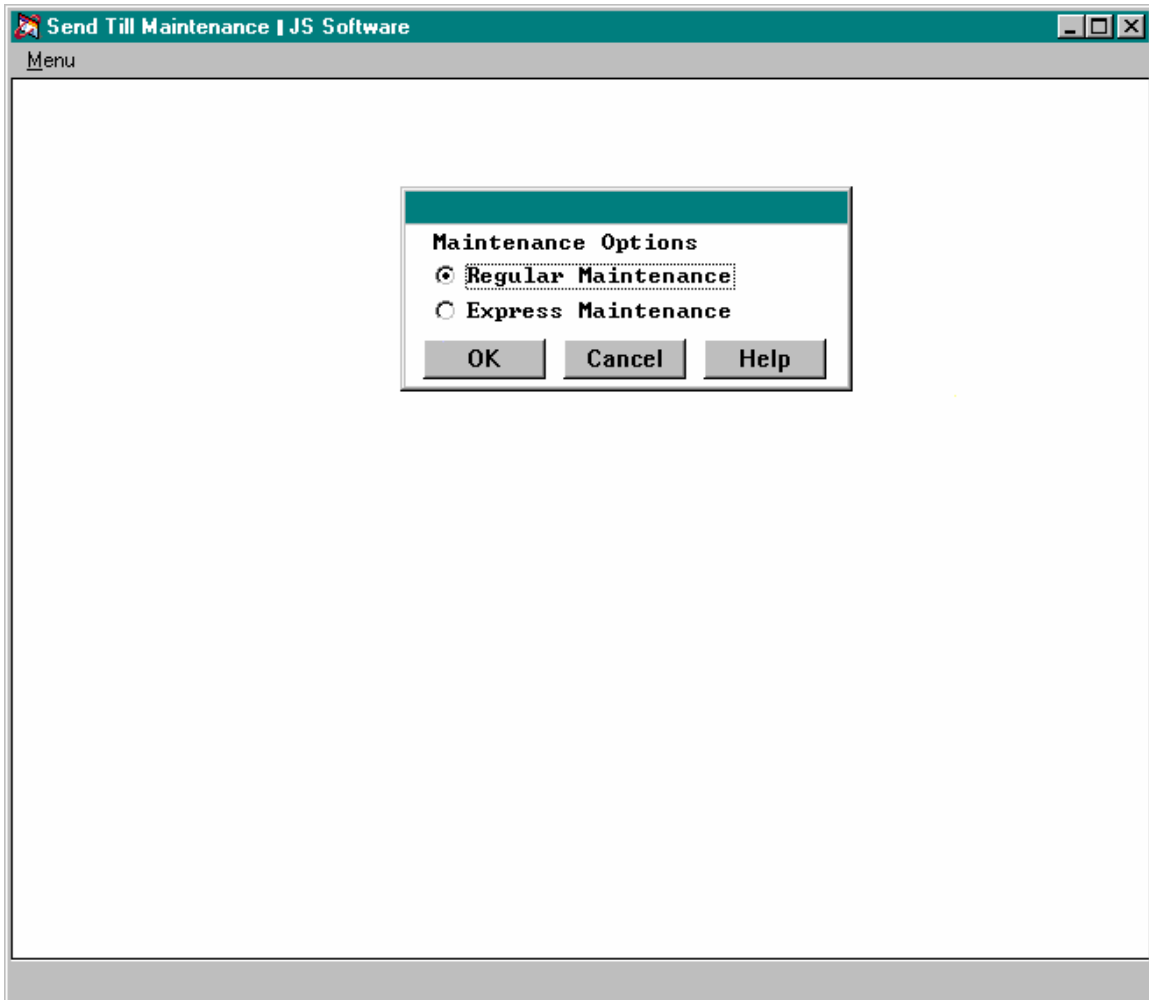 Send Till Maintenance | JS Software
Menu
Maintenance Options
Regular Maintenance
Express Maintenance
OK Cancel Help